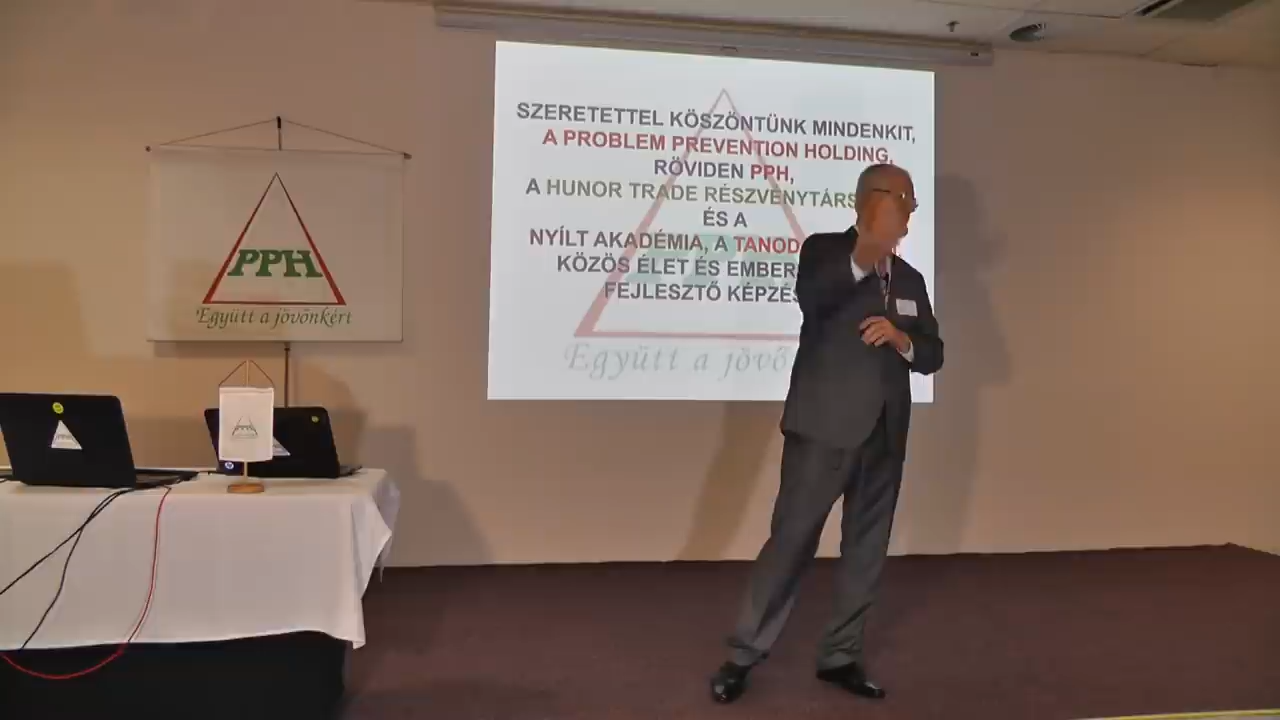 SZERETETTEL KÖSZÖNTÜNK MINDENKIT,
A PROBLEM PREVENTION HOLDING,
RÖVIDEN PPH,
A HUNOR TRADE RÉSZVÉNYTÁRS
ÉS A
NYÍLT AKADÉMIA, A TANOD
KÖZÖS ÉLET ÉS EMBER
FEJLESZTŐ KÉPZÉS
Együtt a jövő
PPH
Együtt a jövőnkért